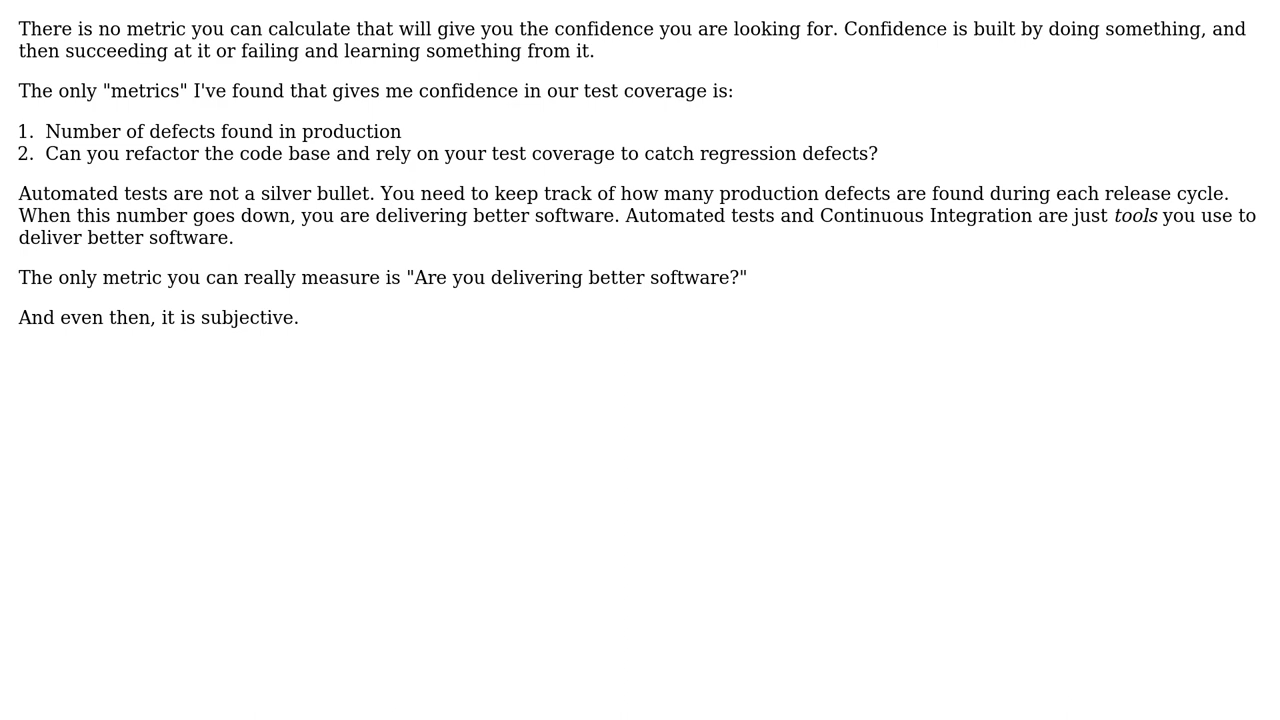 There is no metric you can calculate that will give you the confidence you are looking for. Confidence is built by doing something, and
then succeeding at it or failing and learning something from it.
The only "metrics" I've found that gives me confidence in our test coverage is:
1. Number of defects found in production
2. Can you refactor the code base and rely on your test coverage to catch regression defects?
Automated tests are not a silver bullet. You need to keep track of how many production defects are found during each release cycle.
When this number goes down, you are delivering better software. Automated tests and Continuous Integration are just tools you use to
deliver better software.
The only metric you can really measure is "Are you delivering better software?"
And even then, it is subjective.